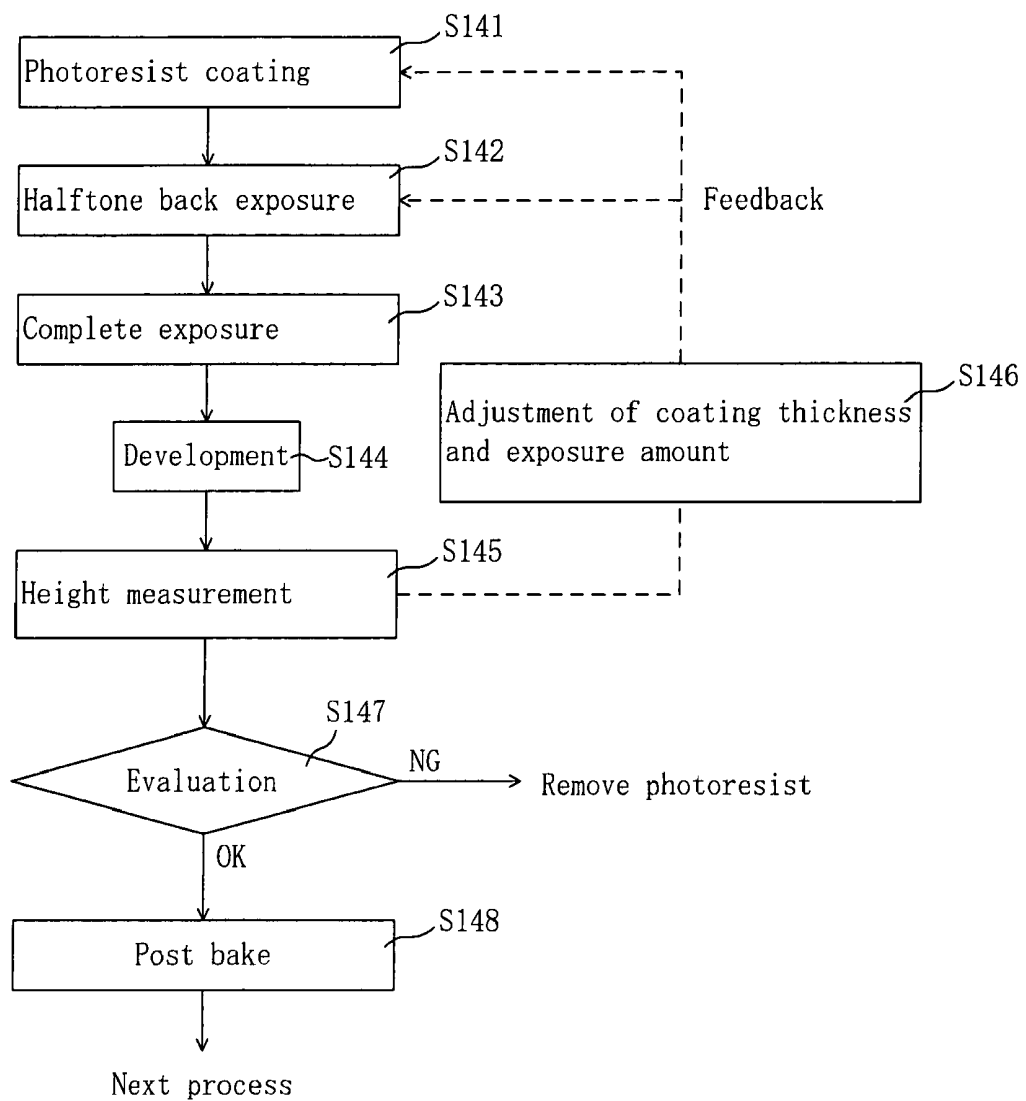 S141
Photoresist coating
S142
Halftone back exposure
Feedback
S143
Complete exposure
S146
Adjustment of coating thickness
and exposure amount
Development
S144
S145
Height measurement
S147
Evaluation
NG
Remove photoresist
OK
S148
Post bake
Next process